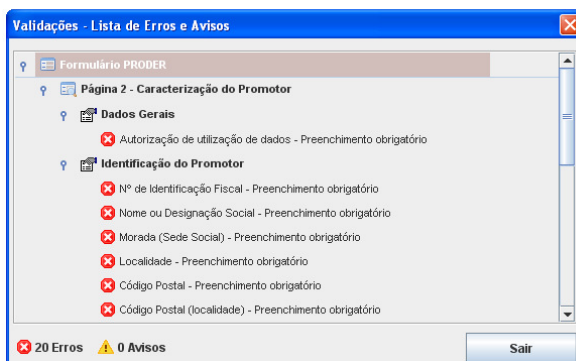 Validações - Lista de Erros e Avisos
Formulário PRODER
Página 2 - Caracterização do Promotor
Dados Gerais
Autorização de utilização de dados - Preenchimento obrigatório
Identificação do Promotor
Nº de Identificação Fiscal - Preenchimento obrigatório
Nome ou Designação Social - Preenchimento obrigatório
Morada (Sede Social) - Preenchimento obrigatório
Localidade - Preenchimento obrigatório
Código Postal - Preenchimento obrigatório
Código Postal (localidade) - Preenchimento obrigatório
20 Erros 0 Avisos Sair